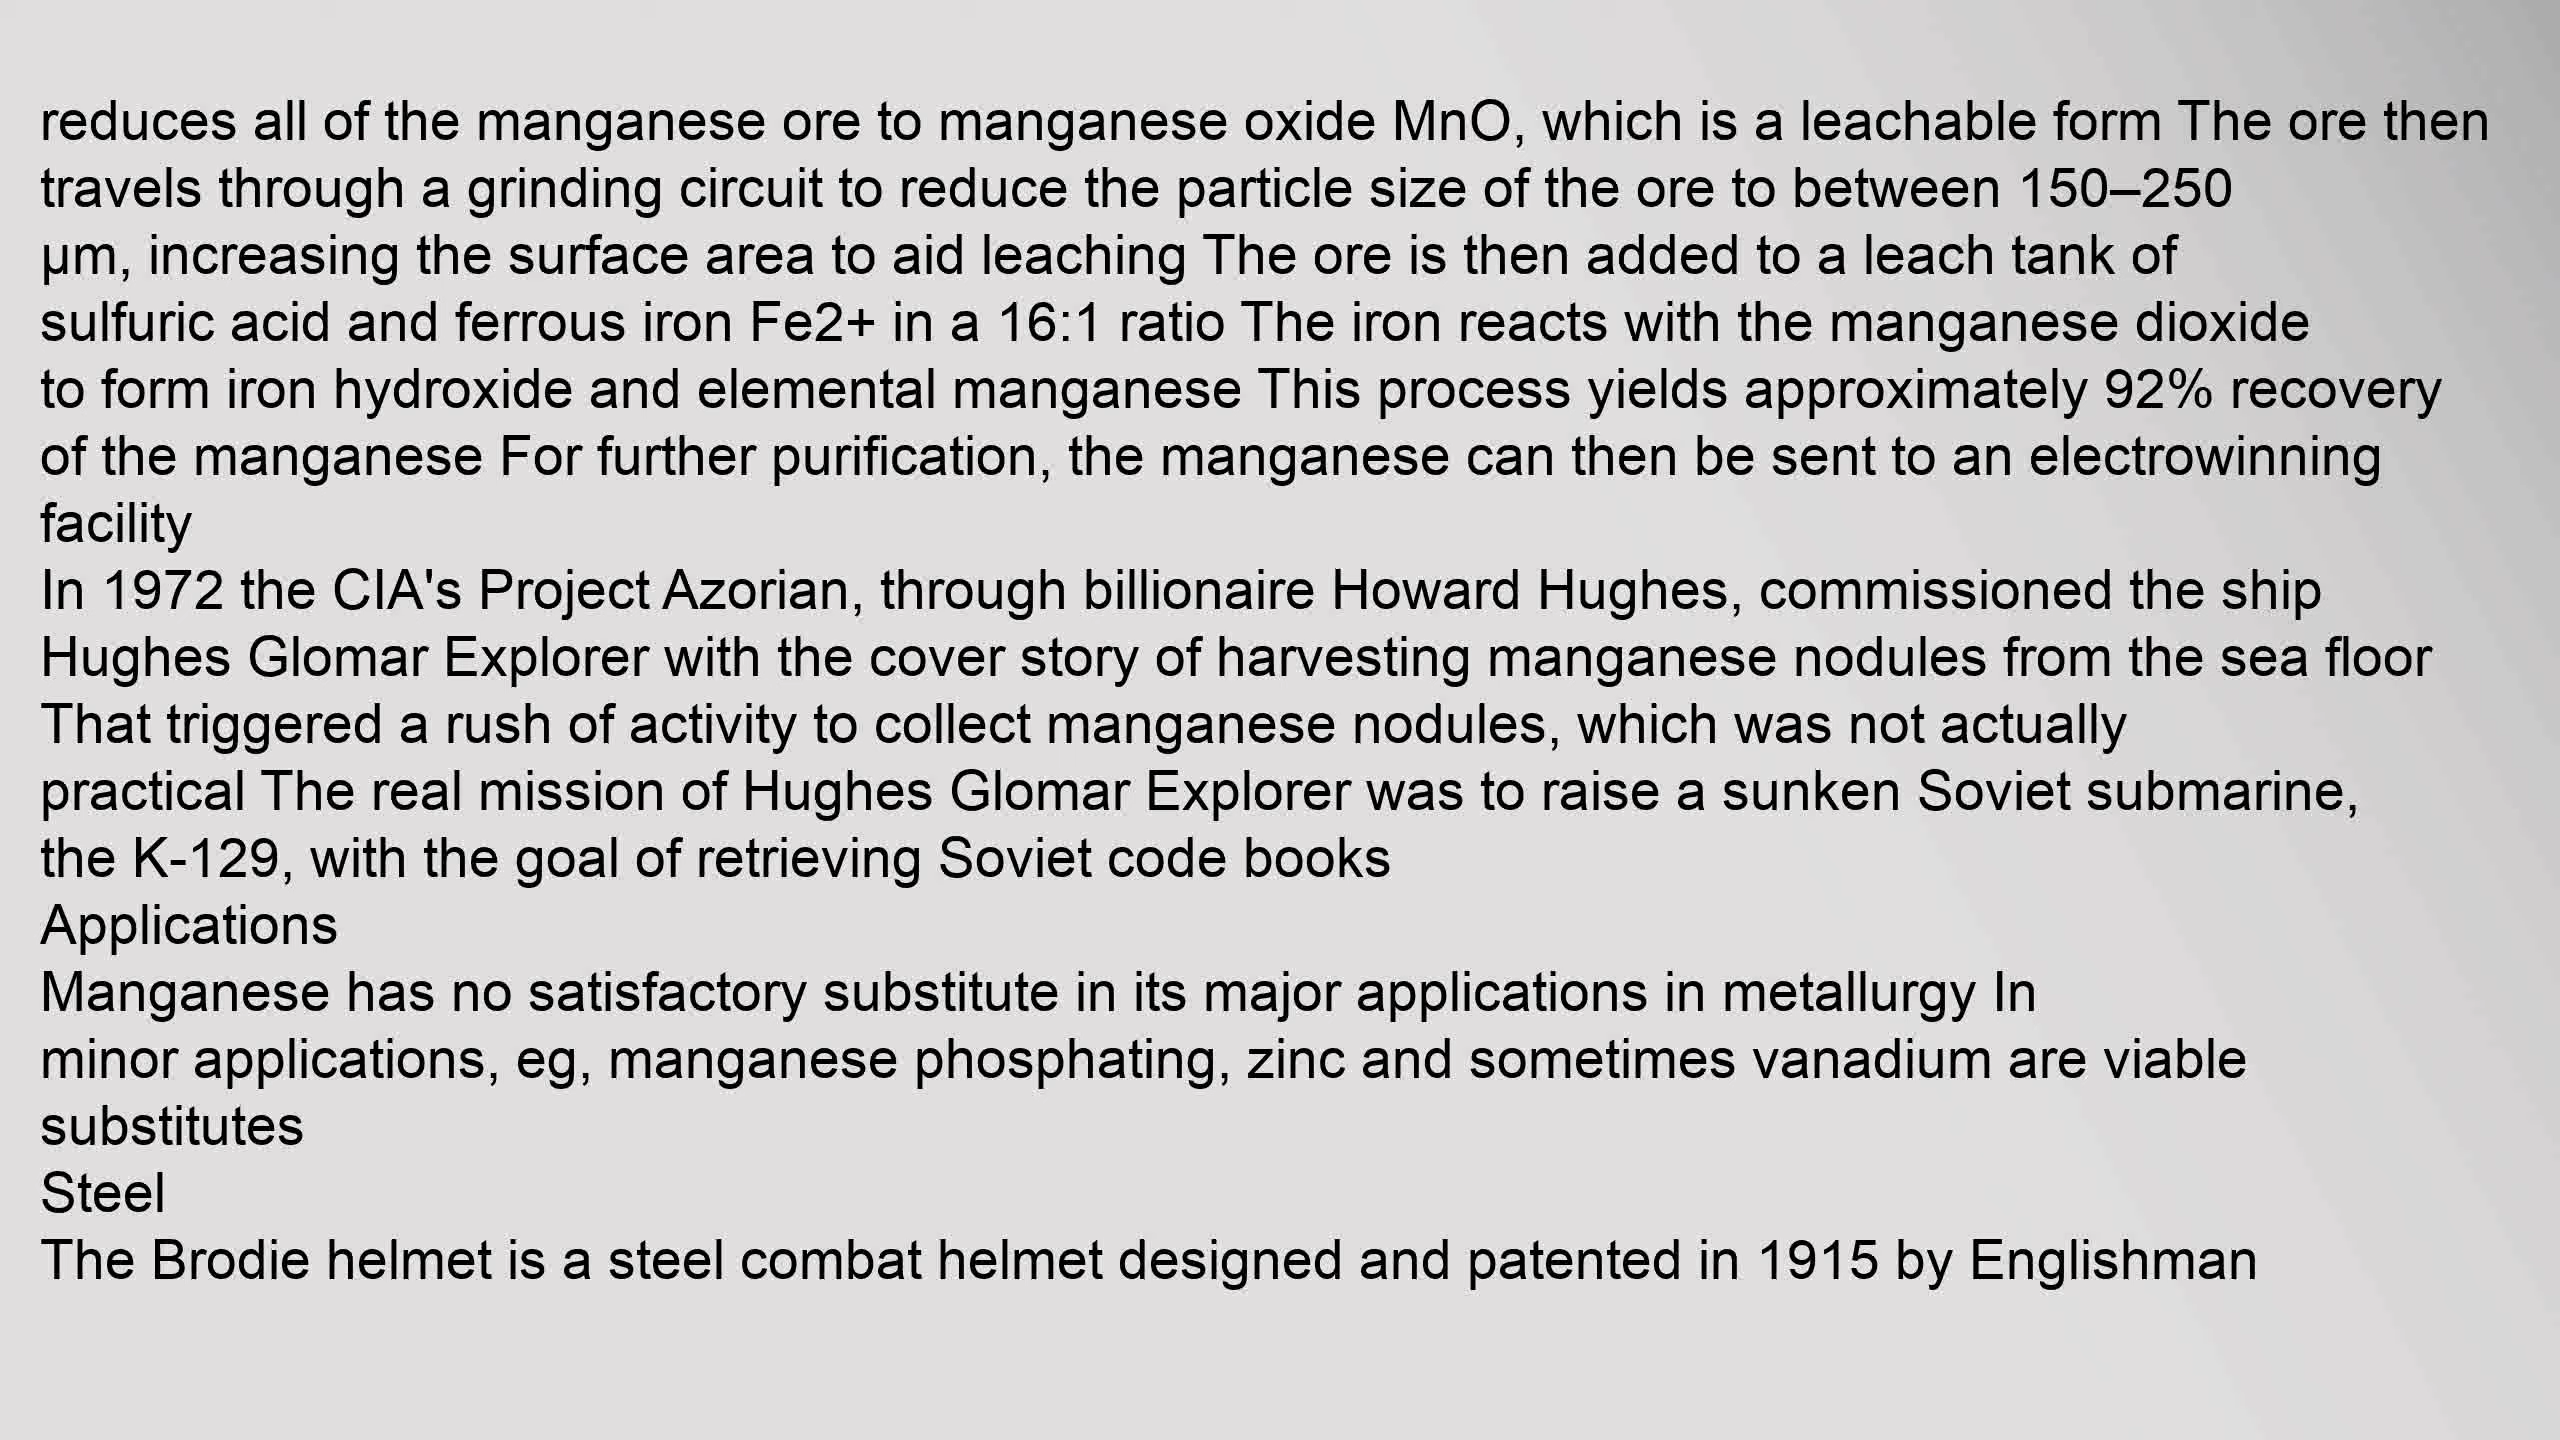 reduces all of the manganese ore to manganese oxide MnO, which is a leachable form The ore then
travels through a grinding circuit to reduce the particle size of the ore to between 150–250
μm, increasing the surface area to aid leaching The ore is then added to a leach tank of
sulfuric acid and ferrous iron Fe2+ in a 16:1 ratio The iron reacts with the manganese dioxide
to form iron hydroxide and elemental manganese This process yields approximately 92% recovery
of the manganese For further purification, the manganese can then be sent to an electrowinning
facility
In 1972 the CIA's Project Azorian, through billionaire Howard Hughes, commissioned the ship
Hughes Glomar Explorer with the cover story of harvesting manganese nodules from the sea floor
That triggered a rush of activity to collect manganese nodules, which was not actually
practical The real mission of Hughes Glomar Explorer was to raise a sunken Soviet submarine,
the K-129, with the goal of retrieving Soviet code books
Applications
Manganese has no satisfactory substitute in its major applications in metallurgy In
minor applications, eg, manganese phosphating, zinc and sometimes vanadium are viable
substitutes
Steel
The Brodie helmet is a steel combat helmet designed and patented in 1915 by Englishman